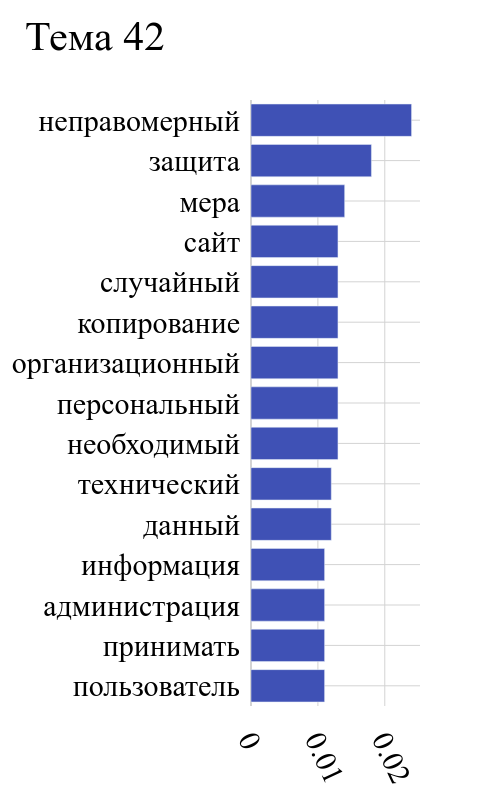 Тема 42
неправомерный
защита
мера
сайт
случайный
копирование
организационный
персональный
необходимый
технический
данный
информация
администрация
принимать
пользователь
0
0.01
0.02